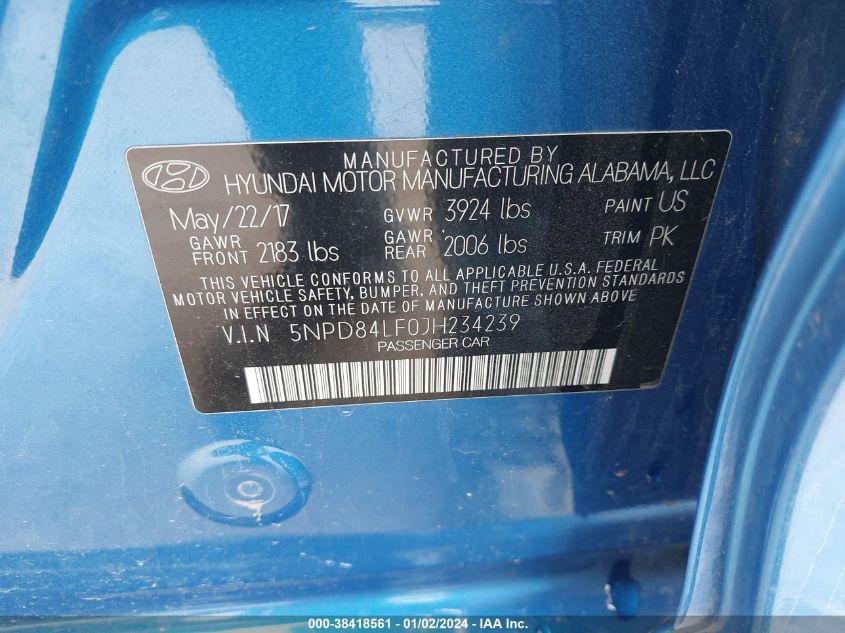 MANUFACTURED BY
HYUNDAI MOTOR MANUFACTURING ALABAMA, LLC
May/22/17 GVWR 3924 lbs PAINT US
GAWR FRONT 2183 lbs GAWR REAR 2006 lbs TRIM PK
THIS VEHICLE CONFORMS TO ALL APPLICABLE U.S.A. FEDERAL
MOTOR VEHICLE SAFETY, BUMPER, AND THEFT PREVENTION STANDARDS
IN EFFECT ON THE DATE OF MANUFACTURE SHOWN ABOVE.
V.I.N 5NPD84LF0JH234239
PASSENGER CAR
000-38418561 - 01/02/2024 - IAA Inc.